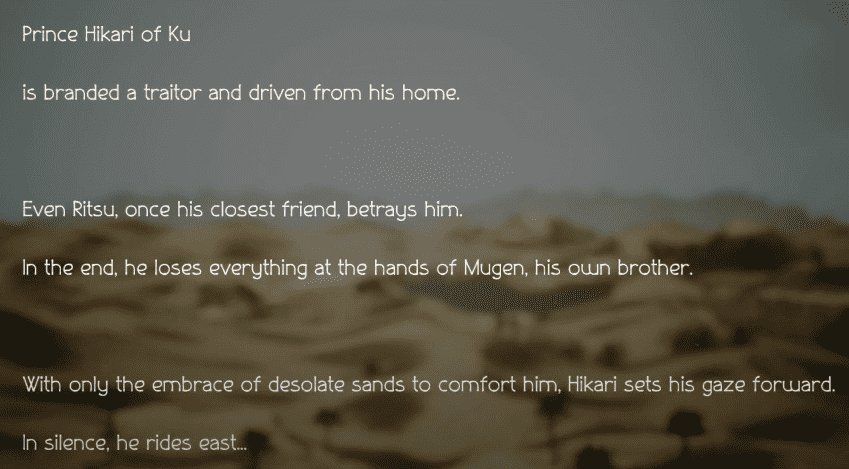 Prince Hikari of Ku
is branded a traitor and driven from his home.
Even Ritsu, once his closest friend, betrays him.
In the end, he loses everything at the hands of Mugen, his own brother.
With only the embrace of desolate sands to comfort him, Hikari sets his gaze forward.
In silence, he rides east...